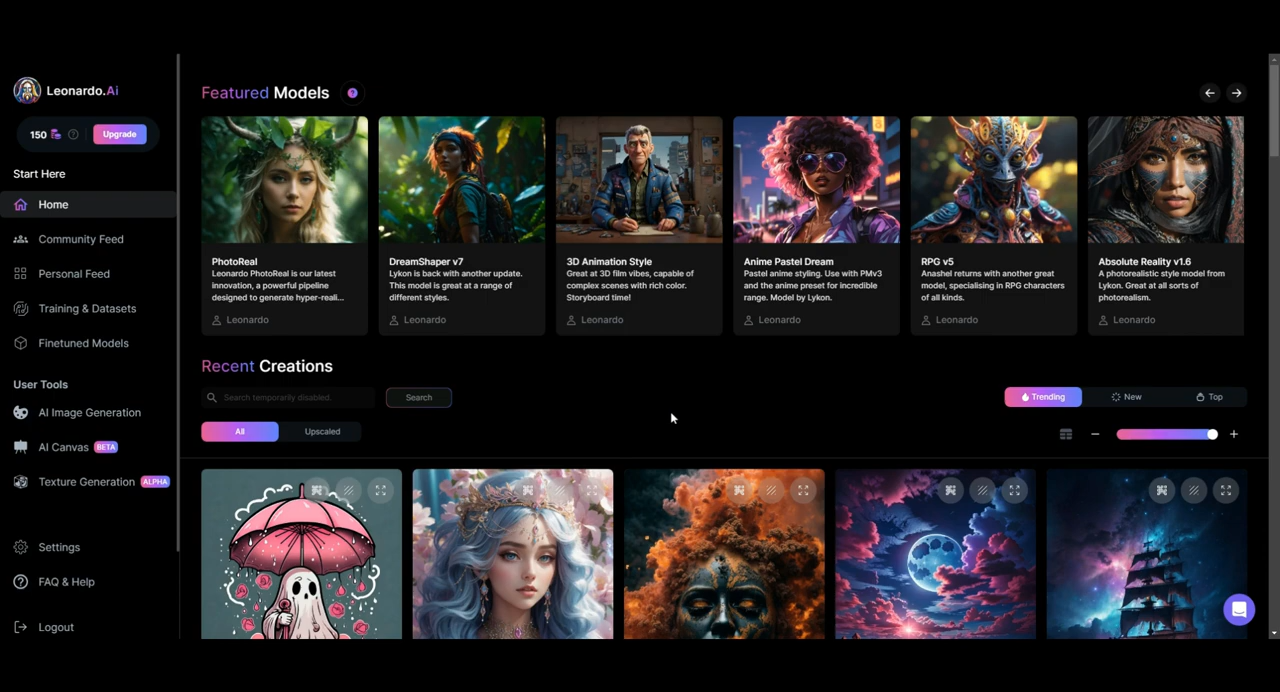 Leonardo.Ai
150
Upgrade
Start Here
Home
Community Feed
Personal Feed
Training & Datasets
Finetuned Models
User Tools
AI Image Generation
AI Canvas BETA
Texture Generation ALPHA
Settings
FAQ & Help
Logout
Featured Models ?
PhotoReal
Leonardo PhotoReal is our latest
innovation, a powerful pipeline
designed to generate hyper-reali...
Leonardo
DreamShaper v7
Lykon is back with another update.
This model is great at a range of
different styles.
Leonardo
3D Animation Style
Great at 3D film vibes, capable of
complex scenes with rich color.
Storyboard time!
Leonardo
Anime Pastel Dream
Pastel anime styling. Use with PMv3
and the anime preset for incredible
range. Model by Lykon.
Leonardo
RPG v5
Anashel returns with another great
model, specialising in RPG characters
of all kinds.
Leonardo
Absolute Reality v1.6
A photorealistic style model from
Lykon. Great at all sorts of
photorealism.
Leonardo
Recent Creations
Search temporarily disabled.
Search
Trending
New
Top
All
Upscaled